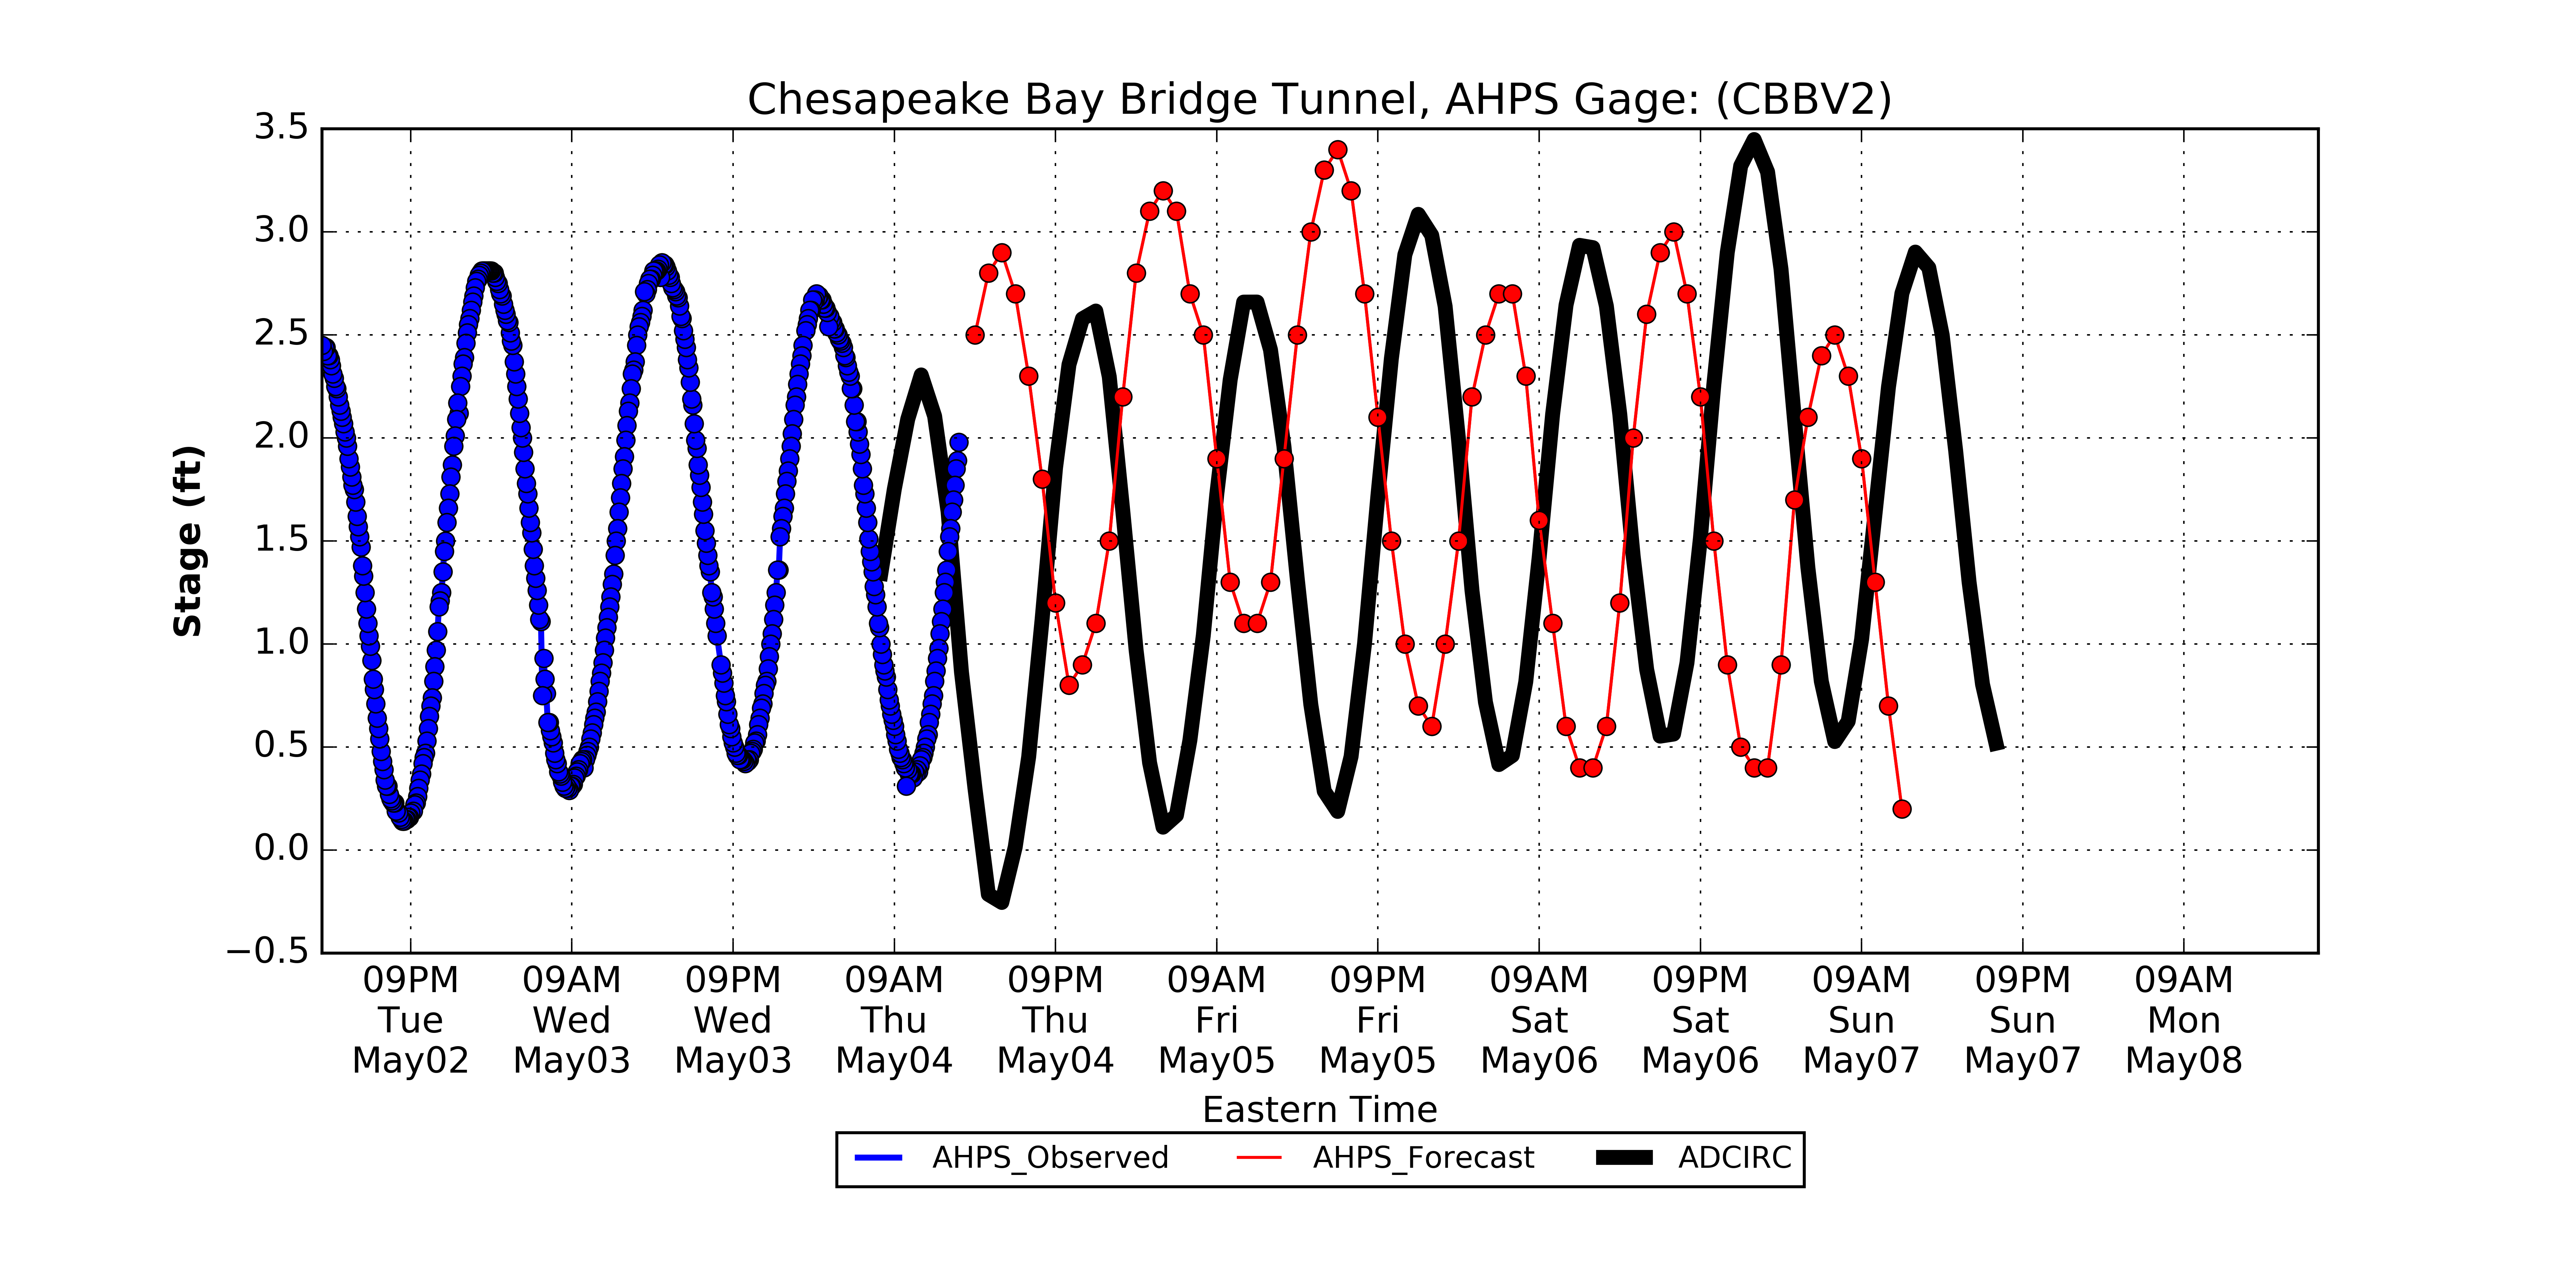 Chesapeake Bay Bridge Tunnel, AHPS Gage: (CBBV2)
3.5
3.0
2.5
2.0
1.5
1.0
0.5
0.0
−0.5
Stage (ft)
09PM 09AM 09PM 09AM 09PM 09AM 09PM 09AM 09PM 09AM 09PM 09AM
Tue Wed Wed Thu Thu Fri Fri Sat Sat Sun Sun Mon
May02 May03 May03 May04 May04 May05 May05 May06 May06 May07 May07 May08
Eastern Time
AHPS_Observed AHPS_Forecast ADCIRC